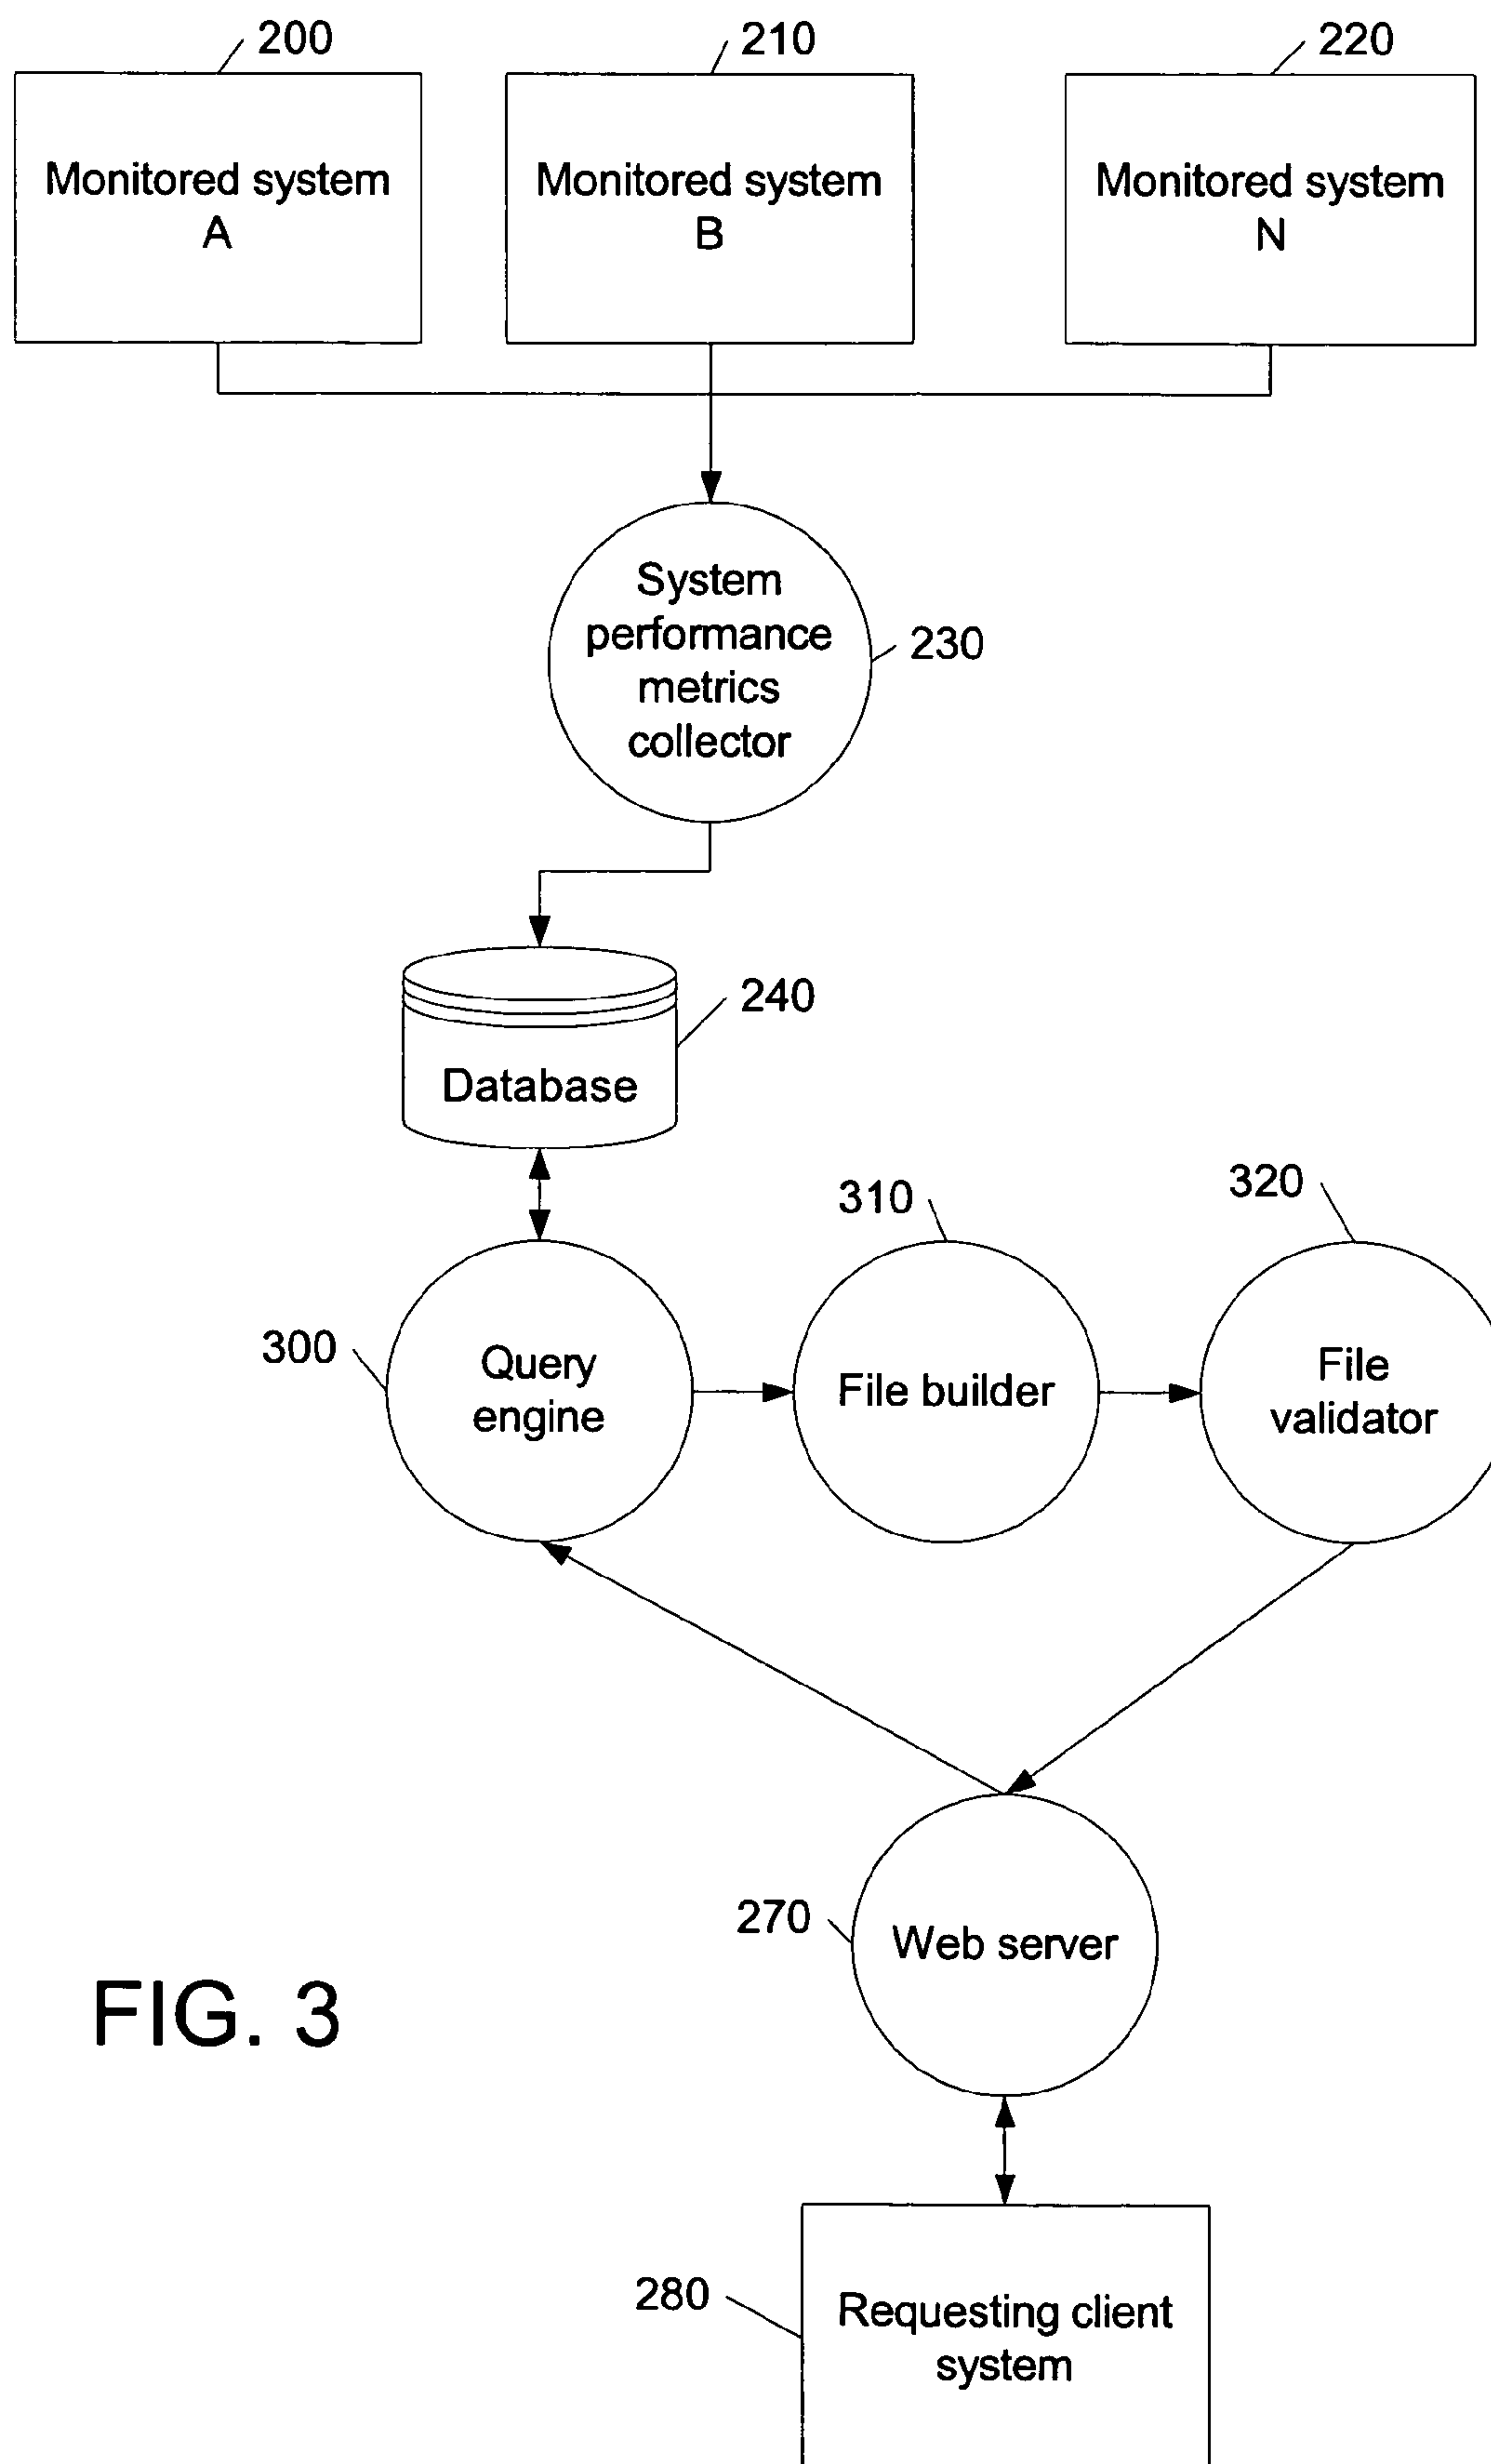 200
210
220
Monitored system
A
Monitored system
B
Monitored system
N
System
performance
metrics
collector
230
240
Database
310
320
300
Query
engine
File builder
File
validator
270
Web server
FIG. 3
280
Requesting client
system